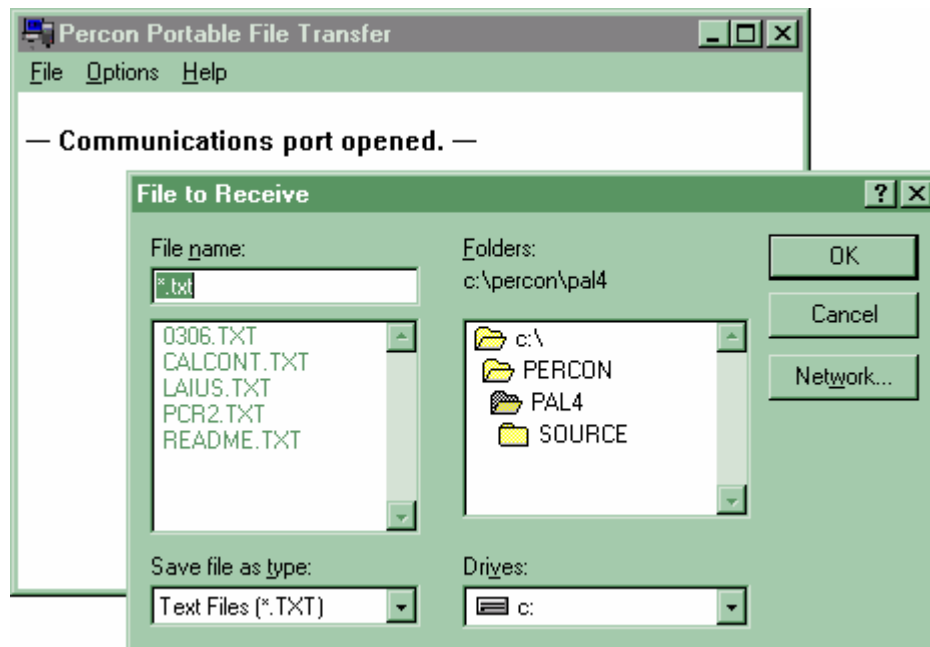 Percon Portable File Transfer
File Options Help
— Communications port opened. —
File to Receive
File name:
*.txt
0306.TXT
CALCONT.TXT
LAIUS.TXT
PCR2.TXT
README.TXT
Save file as type:
Text Files (*.TXT)
Folders:
c:\percon\pal4
c:\
PERCON
PAL4
SOURCE
Drives:
c:
OK
Cancel
Network...